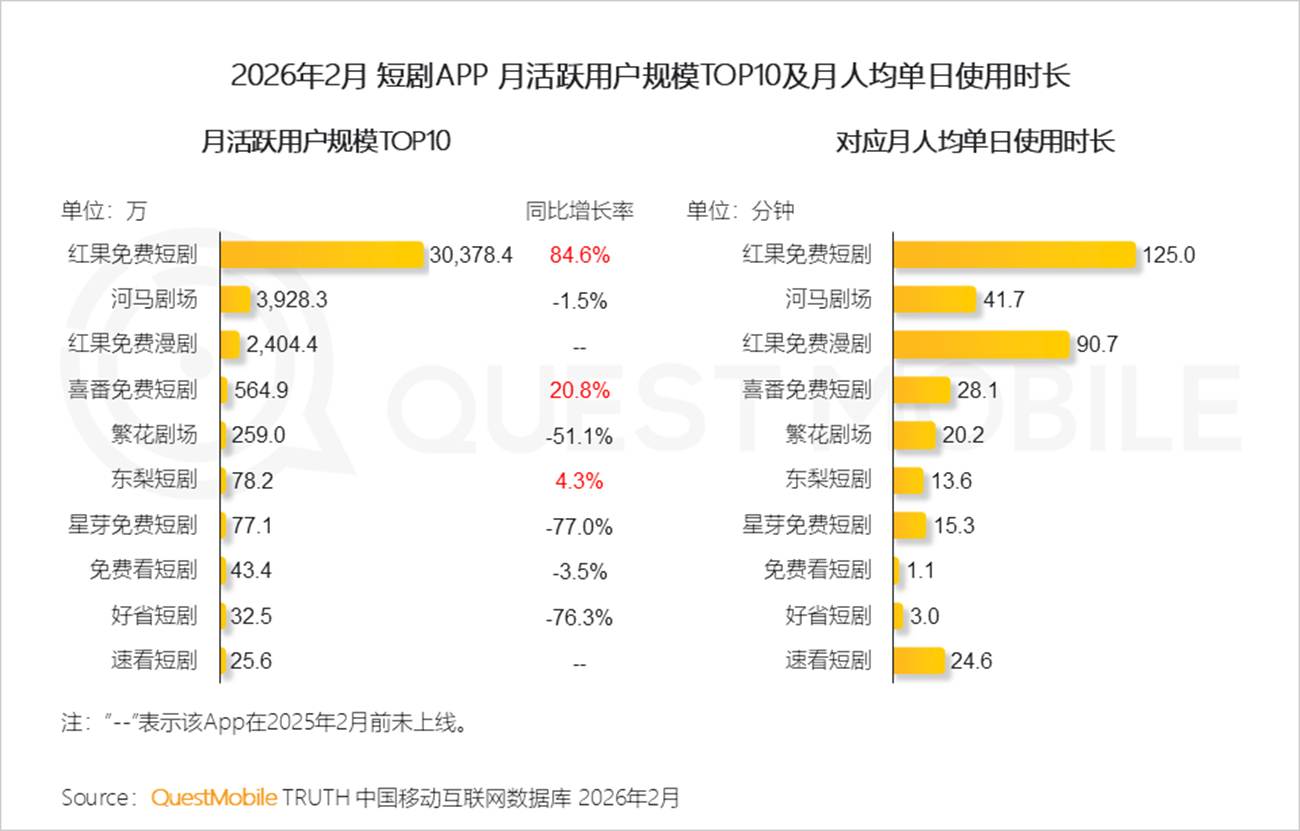 2026年2月 短剧APP 月活跃用户规模TOP10及月人均单日使用时长
月活跃用户规模TOP10
对应月人均单日使用时长
单位：万
同比增长率
单位：分钟
红果免费短剧 30,378.4 84.6% 红果免费短剧 125.0
河马剧场 3,928.3 -1.5% 河马剧场 41.7
红果免费漫剧 2,404.4 -- 红果免费漫剧 90.7
喜番免费短剧 564.9 20.8% 喜番免费短剧 28.1
繁花剧场 259.0 -51.1% 繁花剧场 20.2
东梨短剧 78.2 4.3% 东梨短剧 13.6
星芽免费短剧 77.1 -77.0% 星芽免费短剧 15.3
免费看短剧 43.4 -3.5% 免费看短剧 1.1
好省短剧 32.5 -76.3% 好省短剧 3.0
速看短剧 25.6 -- 速看短剧 24.6
QUESTMOBILE
注：“--”表示该App在2025年2月前未上线。
Source：QuestMobile TRUTH 中国移动互联网数据库 2026年2月